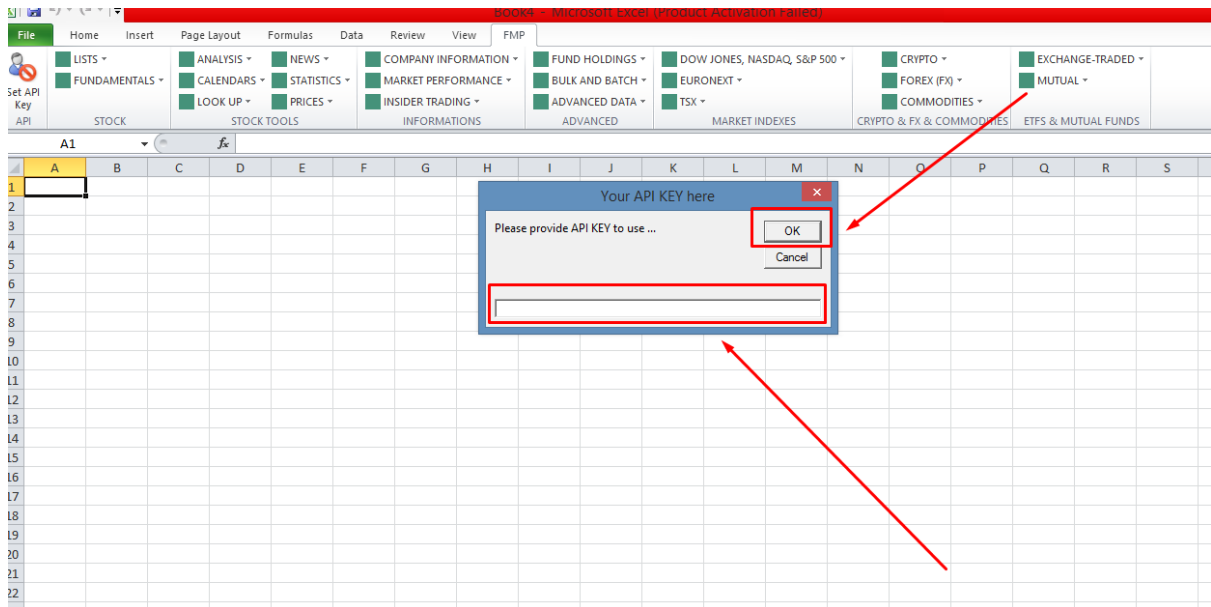 Book4 - Microsoft Excel (Product Activation Failed)
File Home Insert Page Layout Formulas Data Review View FMP
LISTS ANALYSIS NEWS COMPANY INFORMATION FUND HOLDINGS DOW JONES, NASDAQ, S&P 500 CRYPTO EXCHANGE-TRADED
FUNDAMENTALS CALENDARS STATISTICS MARKET PERFORMANCE BULK AND BATCH EURONEXT FOREX (FX) MUTUAL
Set API
Key
LOOK UP PRICES INSIDER TRADING ADVANCED DATA TSX COMMODITIES
API STOCK STOCK TOOLS INFORMATIONS ADVANCED MARKET INDEXES CRYPTO & FX & COMMODITIES ETFS & MUTUAL FUNDS
A1 fx
A B C D E F G H I J K L M N O P Q R S
1
2
3
4
5
6
7
8
9
10
11
12
13
14
15
16
17
18
19
20
21
22
Your API KEY here
Please provide API KEY to use ...
OK
Cancel